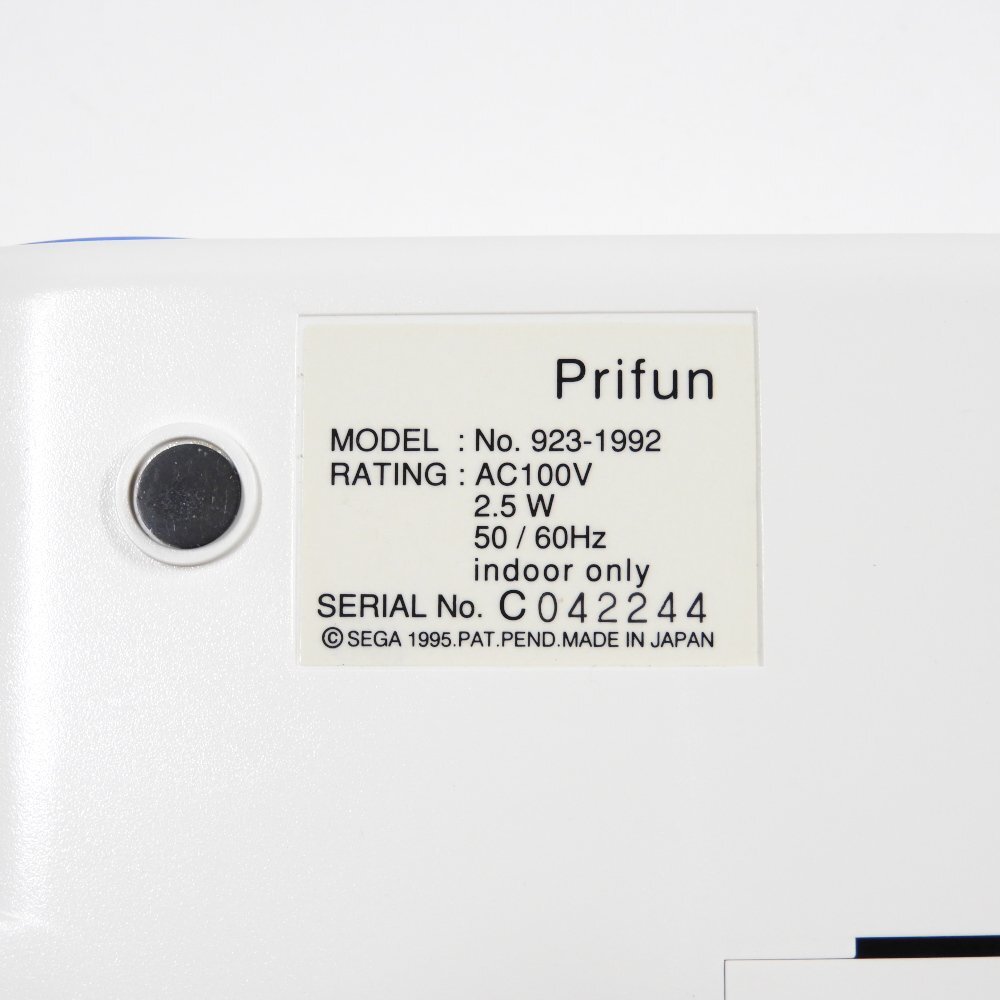 Prifun
MODEL : No. 923-1992
RATING : AC100V
2.5 W
50 / 60Hz
indoor only
SERIAL No. C042244
©SEGA 1995.PAT.PEND.MADE IN JAPAN